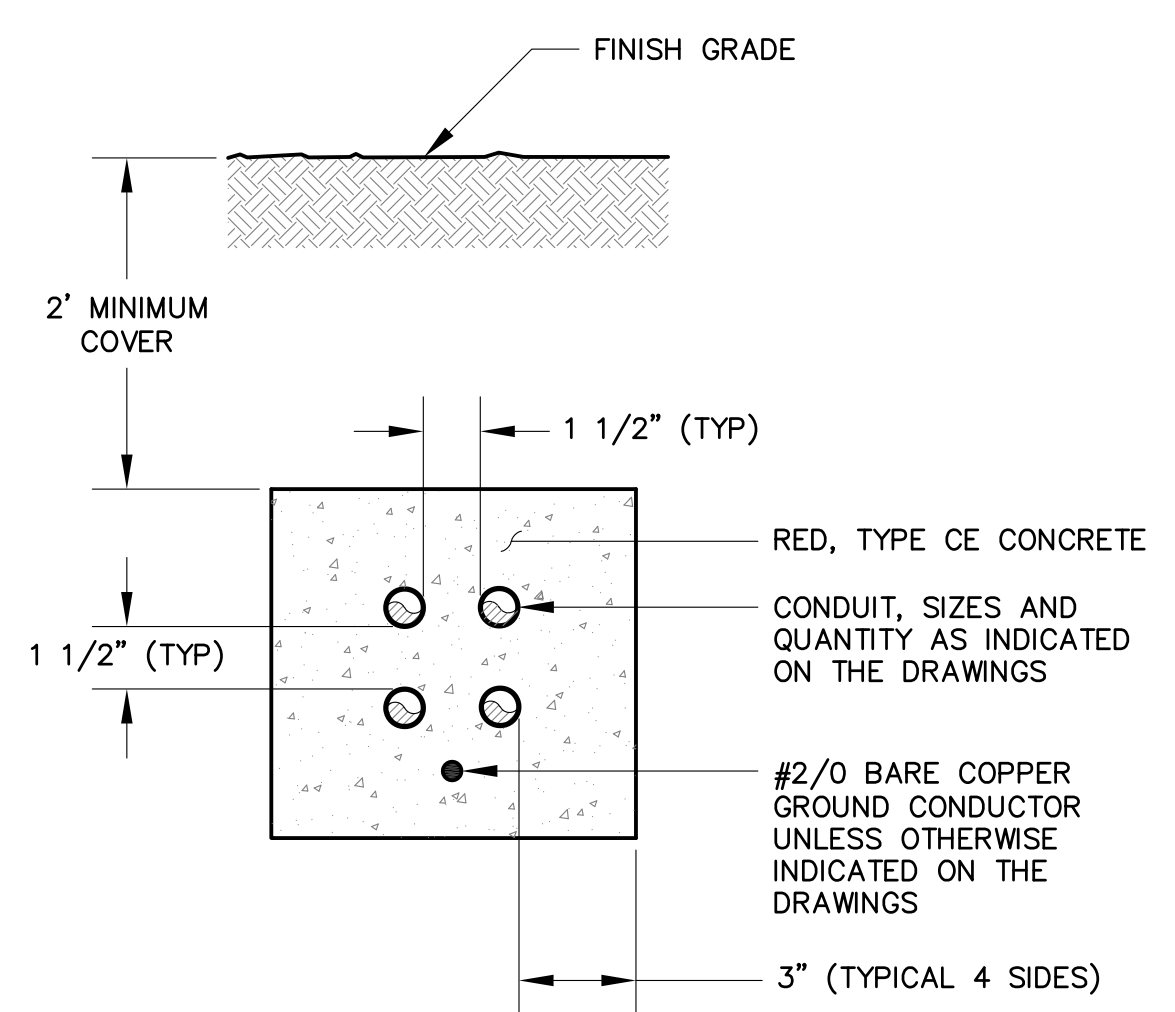 FINISH GRADE
2' MINIMUM
COVER
1 1/2" (TYP)
RED, TYPE CE CONCRETE
CONDUIT, SIZES AND
QUANTITY AS INDICATED
ON THE DRAWINGS
1 1/2" (TYP)
#2/0 BARE COPPER
GROUND CONDUCTOR
UNLESS OTHERWISE
INDICATED ON THE
DRAWINGS
3" (TYPICAL 4 SIDES)